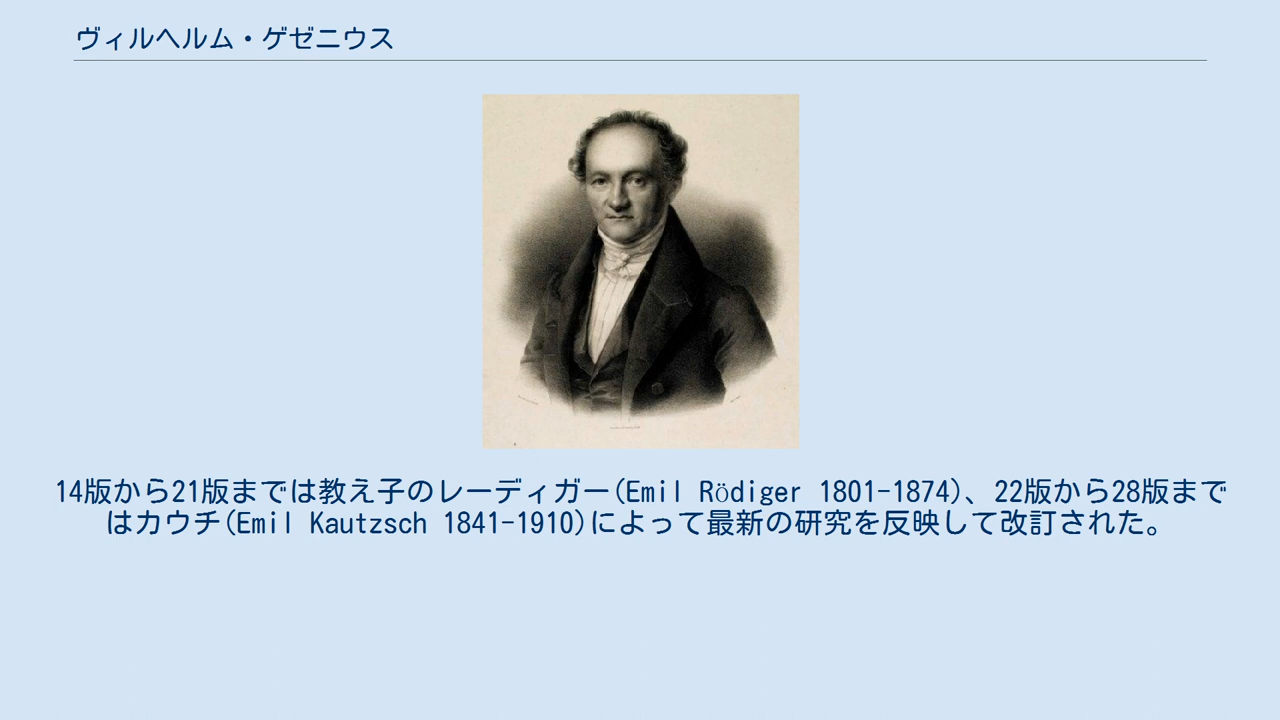 ヴィルヘルム・ゲゼニウス
14版から21版までは教え子のレーディガー(Emil Rödiger 1801-1874)、22版から28版まで
はカウチ(Emil Kautzsch 1841-1910)によって最新の研究を反映して改訂された。